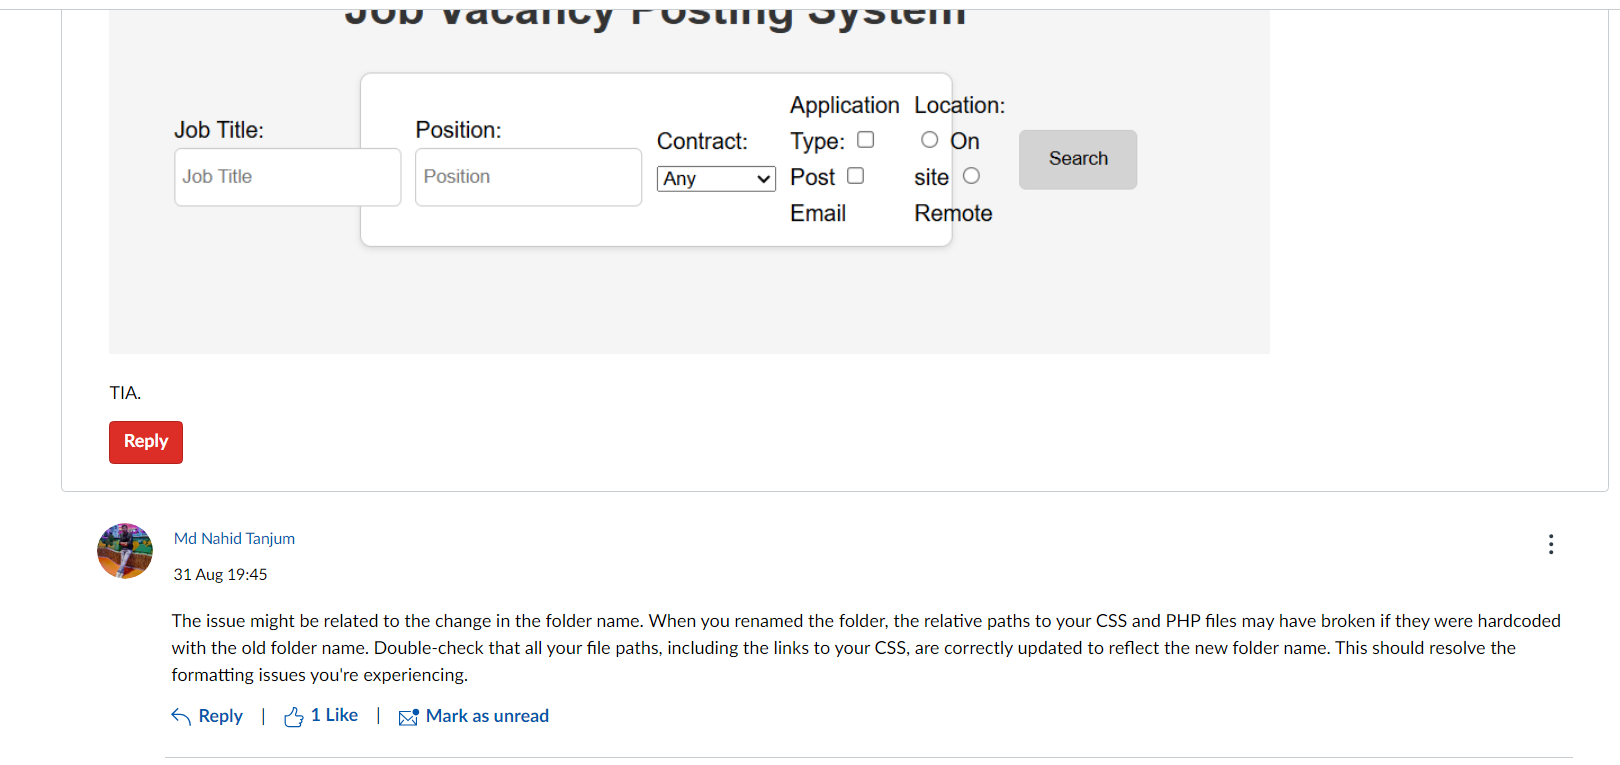 Job Vacancy Posting System
Application Location:
Job Title: Position:
Contract: Type: On
Job Title Position Any Post site Search
Email Remote
TIA.
Reply
Md Nahid Tanjum
31 Aug 19:45
The issue might be related to the change in the folder name. When you renamed the folder, the relative paths to your CSS and PHP files may have broken if they were hardcoded
with the old folder name. Double-check that all your file paths, including the links to your CSS, are correctly updated to reflect the new folder name. This should resolve the
formatting issues you're experiencing.
Reply | 1 Like | Mark as unread